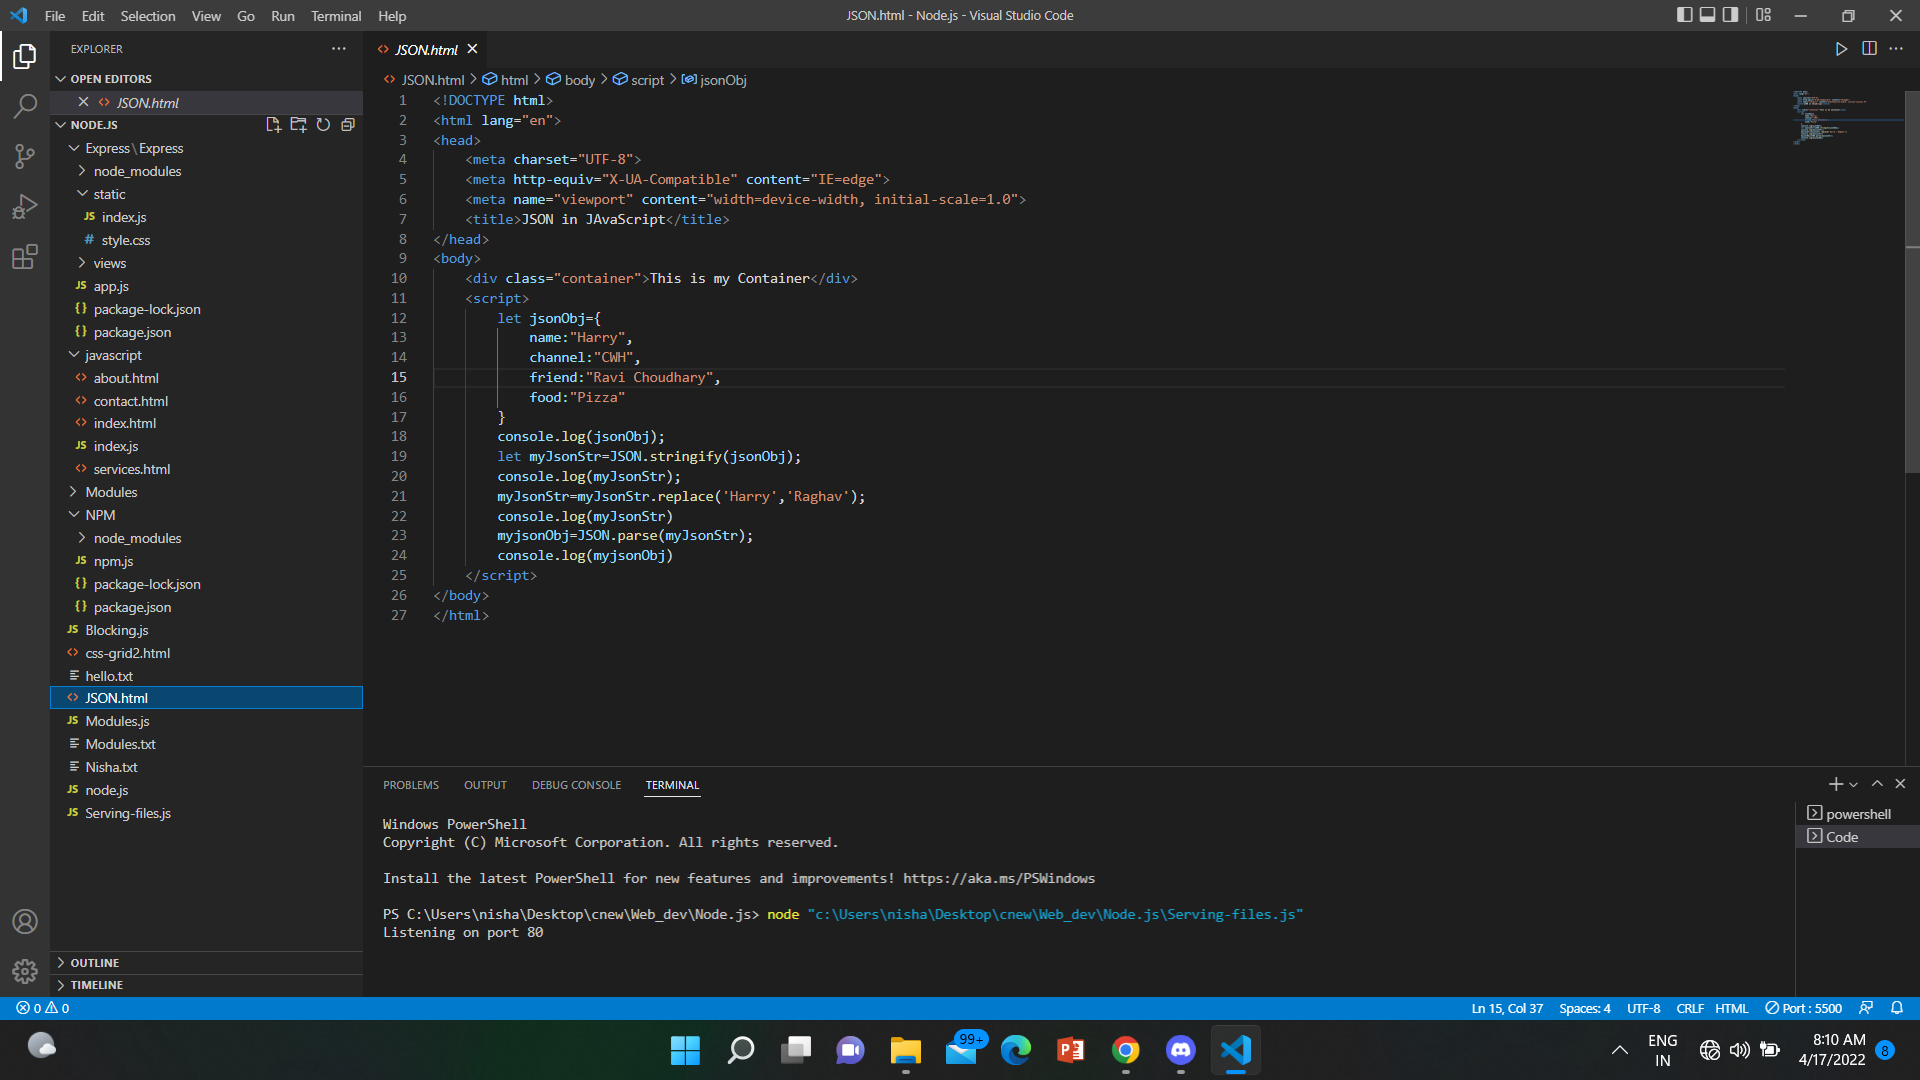 File Edit Selection View Go Run Terminal Help
JSON.html - Node.js - Visual Studio Code
EXPLORER
OPEN EDITORS
JSON.html
NODE.JS
Express\Express
node_modules
static
JS index.js
# style.css
views
JS app.js
{} package-lock.json
{} package.json
javascript
<> about.html
<> contact.html
<> index.html
JS index.js
<> services.html
Modules
NPM
node_modules
JS npm.js
{} package-lock.json
{} package.json
JS Blocking.js
<> css-grid2.html
hello.txt
<> JSON.html
JS Modules.js
Modules.txt
Nisha.txt
JS node.js
JS Serving-files.js
OUTLINE
TIMELINE
<> JSON.html
<> JSON.html > html > body > script > jsonObj
1 <!DOCTYPE html>
2 <html lang="en">
3 <head>
4 <meta charset="UTF-8">
5 <meta http-equiv="X-UA-Compatible" content="IE=edge">
6 <meta name="viewport" content="width=device-width, initial-scale=1.0">
7 <title>JSON in JAvaScript</title>
8 </head>
9 <body>
10 <div class="container">This is my Container</div>
11 <script>
12 let jsonObj={
13 name:"Harry",
14 channel:"CWH",
15 friend:"Ravi Choudhary",
16 food:"Pizza"
17 }
18 console.log(jsonObj);
19 let myJsonStr=JSON.stringify(jsonObj);
20 console.log(myJsonStr);
21 myJsonStr=myJsonStr.replace('Harry','Raghav');
22 console.log(myJsonStr)
23 myjsonObj=JSON.parse(myJsonStr);
24 console.log(myjsonObj)
25 </script>
26 </body>
27 </html>
PROBLEMS OUTPUT DEBUG CONSOLE TERMINAL
Windows PowerShell
Copyright (C) Microsoft Corporation. All rights reserved.
Install the latest PowerShell for new features and improvements! https://aka.ms/PSWindows
PS C:\Users\nisha\Desktop\cnew\Web_dev\Node.js> node "c:\Users\nisha\Desktop\cnew\Web_dev\Node.js\Serving-files.js"
Listening on port 80
powershell
Code
0 0
Ln 15, Col 37 Spaces: 4 UTF-8 CRLF HTML Port : 5500
99+
ENG
IN
8:10 AM
4/17/2022
8